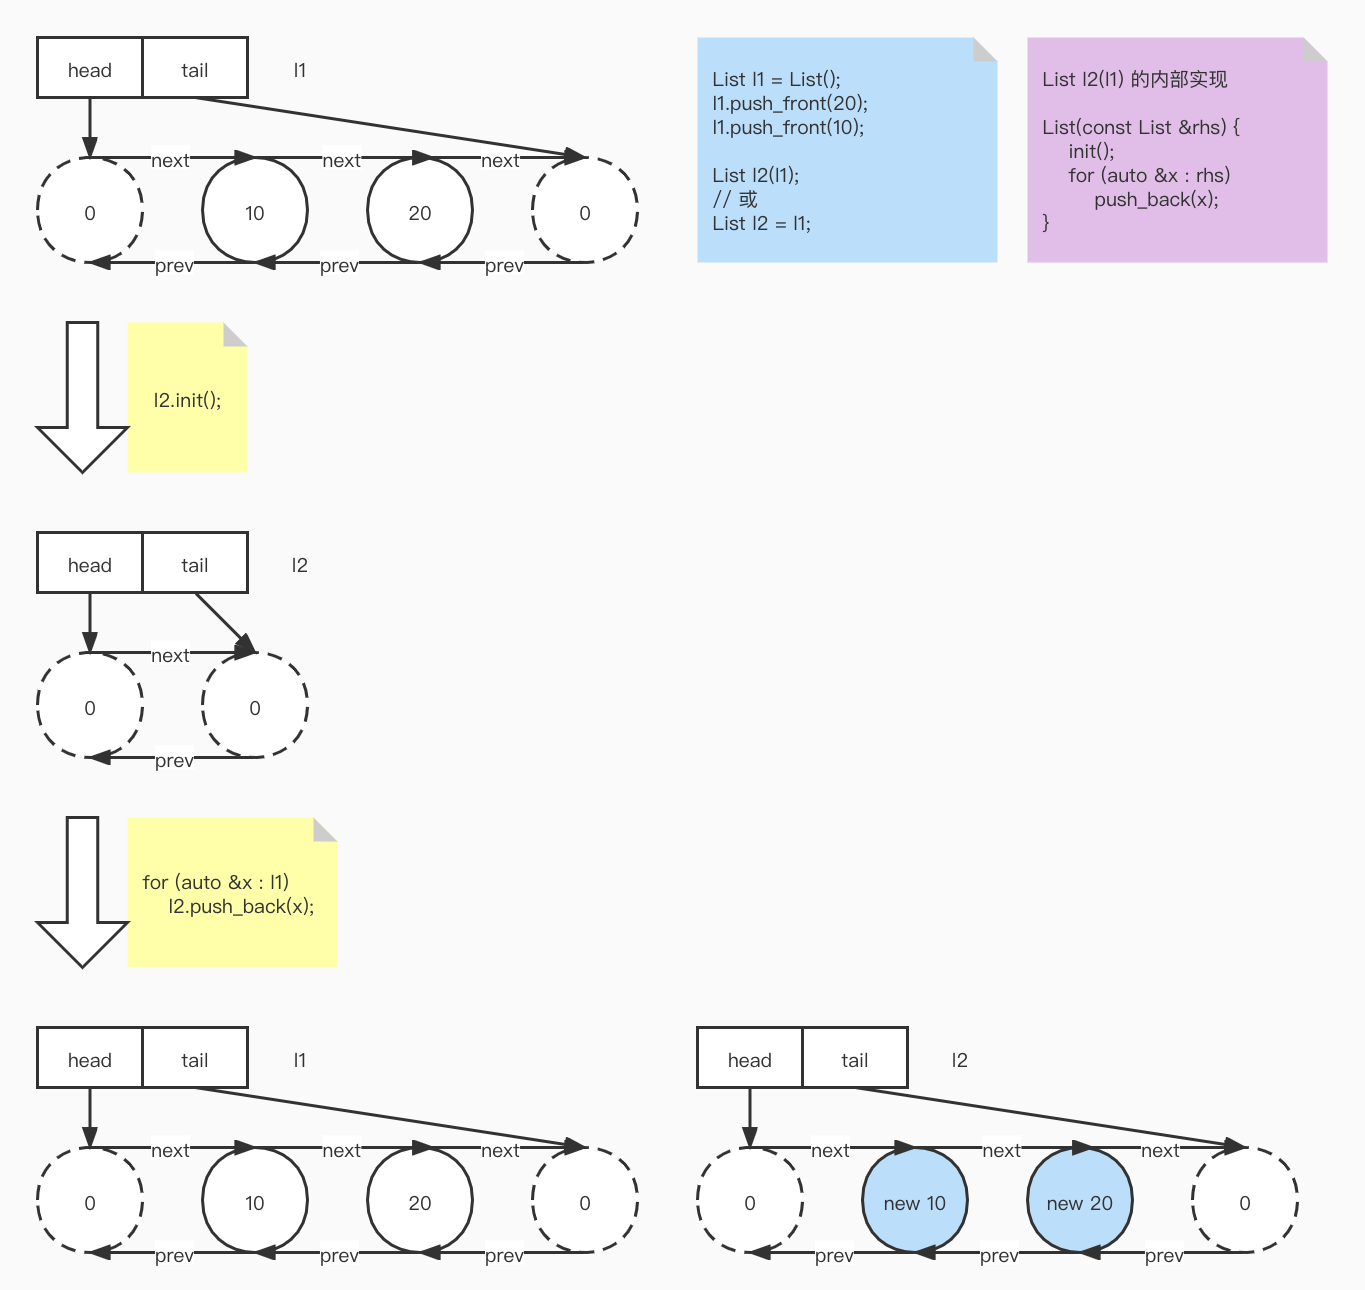 head
tail
l1
next
next
next
0
10
20
0
prev
prev
prev
List l1 = List();
l1.push_front(20);
l1.push_front(10);
List l2(l1);
// 或
List l2 = l1;
List l2(l1) 的内部实现
List(const List &rhs) {
init();
for (auto &x : rhs)
push_back(x);
}
l2.init();
head
tail
l2
next
0
0
prev
for (auto &x : l1)
l2.push_back(x);
head
tail
l1
next
next
next
0
10
20
0
prev
prev
prev
head
tail
l2
next
next
next
0
new 10
new 20
0
prev
prev
prev